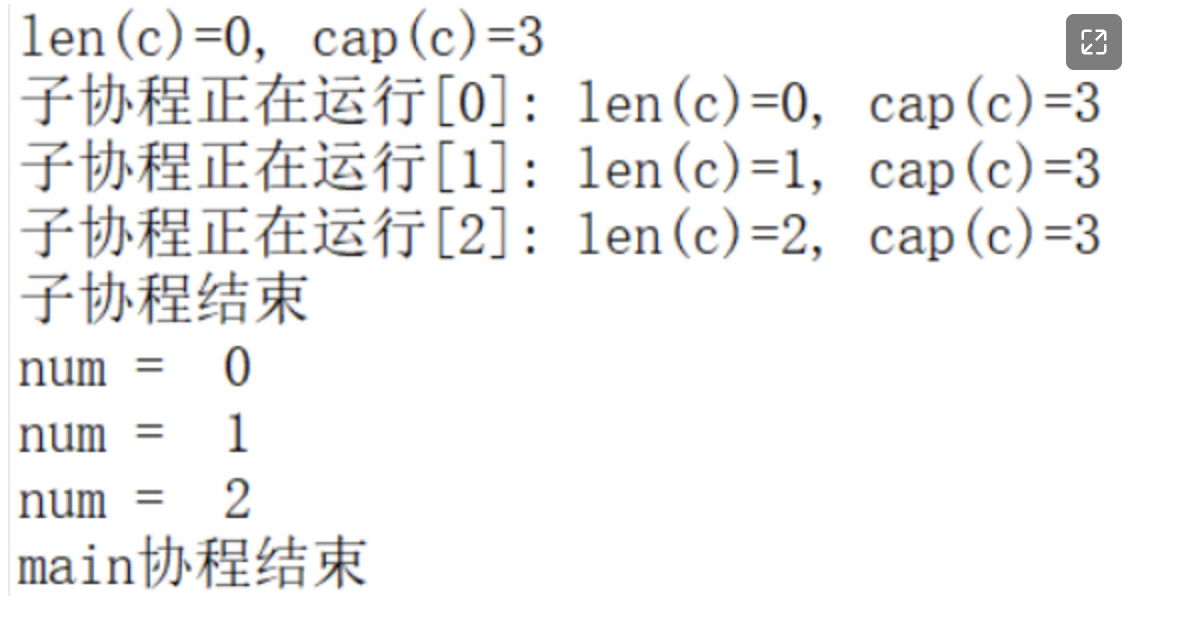 len(c)=0, cap(c)=3
子协程正在运行[0]: len(c)=0, cap(c)=3
子协程正在运行[1]: len(c)=1, cap(c)=3
子协程正在运行[2]: len(c)=2, cap(c)=3
子协程结束
num =  0
num =  1
num =  2
main协程结束